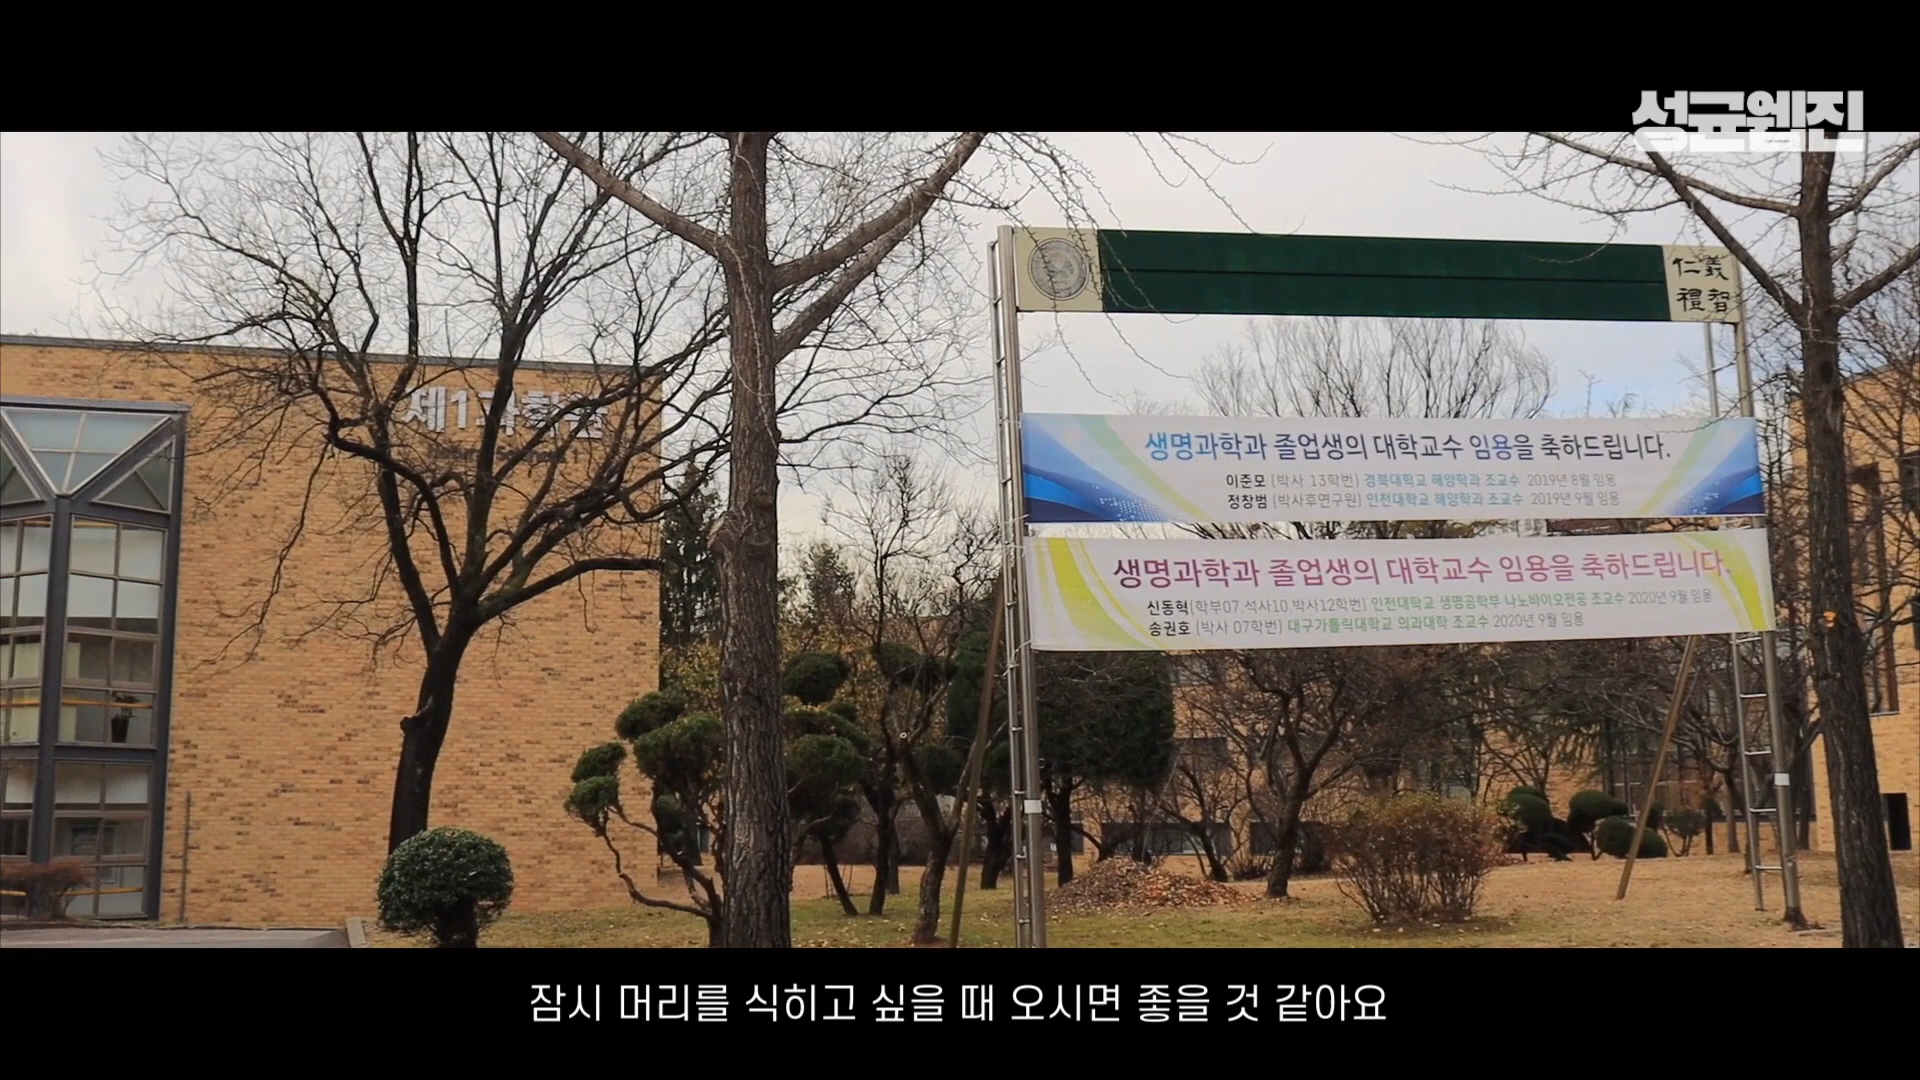 성균웹진
仁義
禮智
제1과학관
생명과학과 졸업생의 대학교수 임용을 축하드립니다.
이준모 (박사 13학번) 경북대학교 해양학과 조교수 2019년 8월 임용
정창범 (박사후연구원) 인천대학교 해양학과 조교수 2019년 9월 임용
생명과학과 졸업생의 대학교수 임용을 축하드립니다.
신동혁(학부07,석사10,박사12학번) 인천대학교 생명공학부 나노바이오전공 조교수 2020년 9월 임용
송권호 (박사 07학번) 대구가톨릭대학교 의과대학 조교수 2020년 9월 임용
잠시 머리를 식히고 싶을 때 오시면 좋을 것 같아요